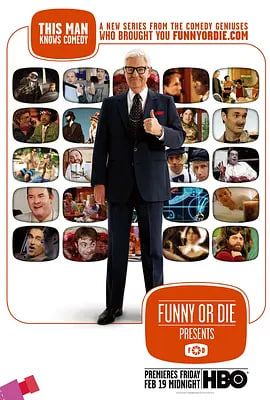 THIS MAN
KNOWS COMEDY
A NEW SERIES FROM THE COMEDY GENIUSES
WHO BROUGHT YOU FUNNYORDIE.COM
FUNNY OR DIE
PRESENTS
FOD
PREMIERES FRIDAY
FEB 19 MIDNIGHT
HBO